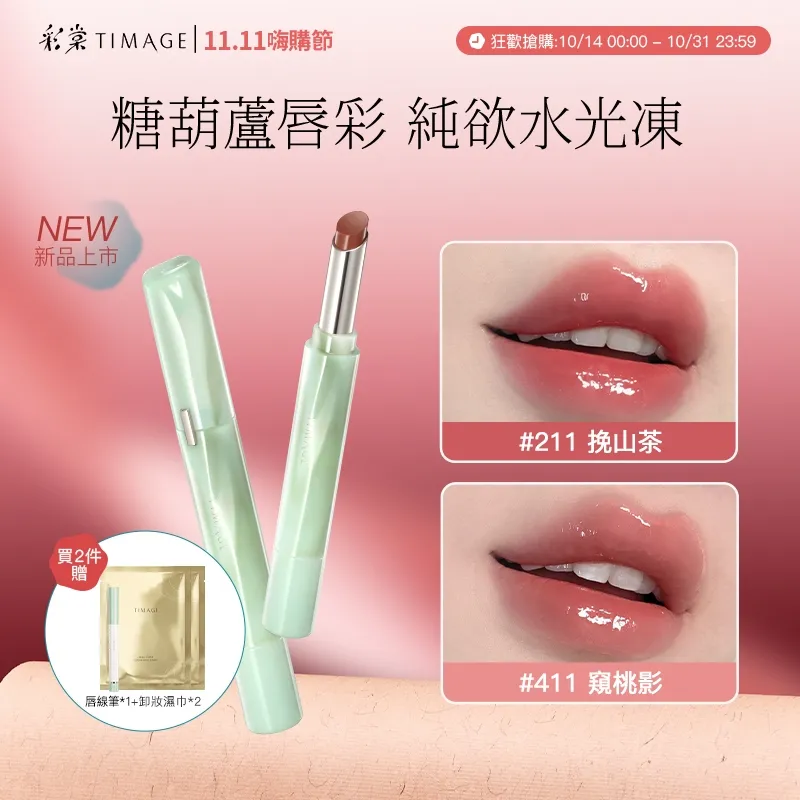 彩棠 TIMAGE | 11.11嗨購節
狂歡搶購:10/14 00:00 - 10/31 23:59
糖葫蘆唇彩 純欲水光凍
NEW
新品上市
#211 挽山茶
#411 窺桃影
買2件
贈
TIMAGE
唇線筆*1+卸妝濕巾*2